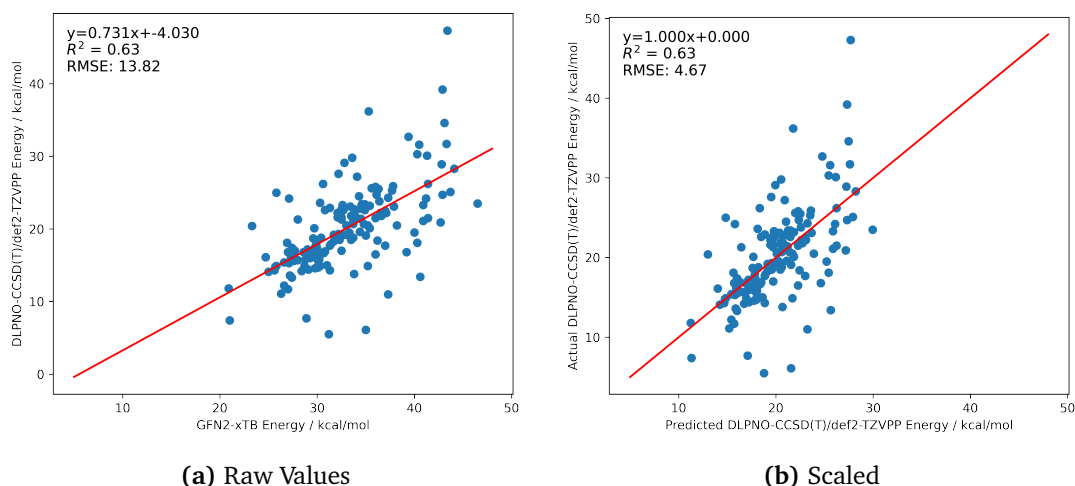 y=0.731x+-4.030
R² = 0.63
RMSE: 13.82
DLPNO-CCSD(T)/def2-TZVPP Energy / kcal/mol
40
30
20
10
0
10 20 30 40 50
GFN2-xTB Energy / kcal/mol
(a) Raw Values
y=1.000x+0.000
R² = 0.63
RMSE: 4.67
Actual DLPNO-CCSD(T)/def2-TZVPP Energy / kcal/mol
50
40
30
20
10
10 20 30 40 50
Predicted DLPNO-CCSD(T)/def2-TZVPP Energy / kcal/mol
(b) Scaled